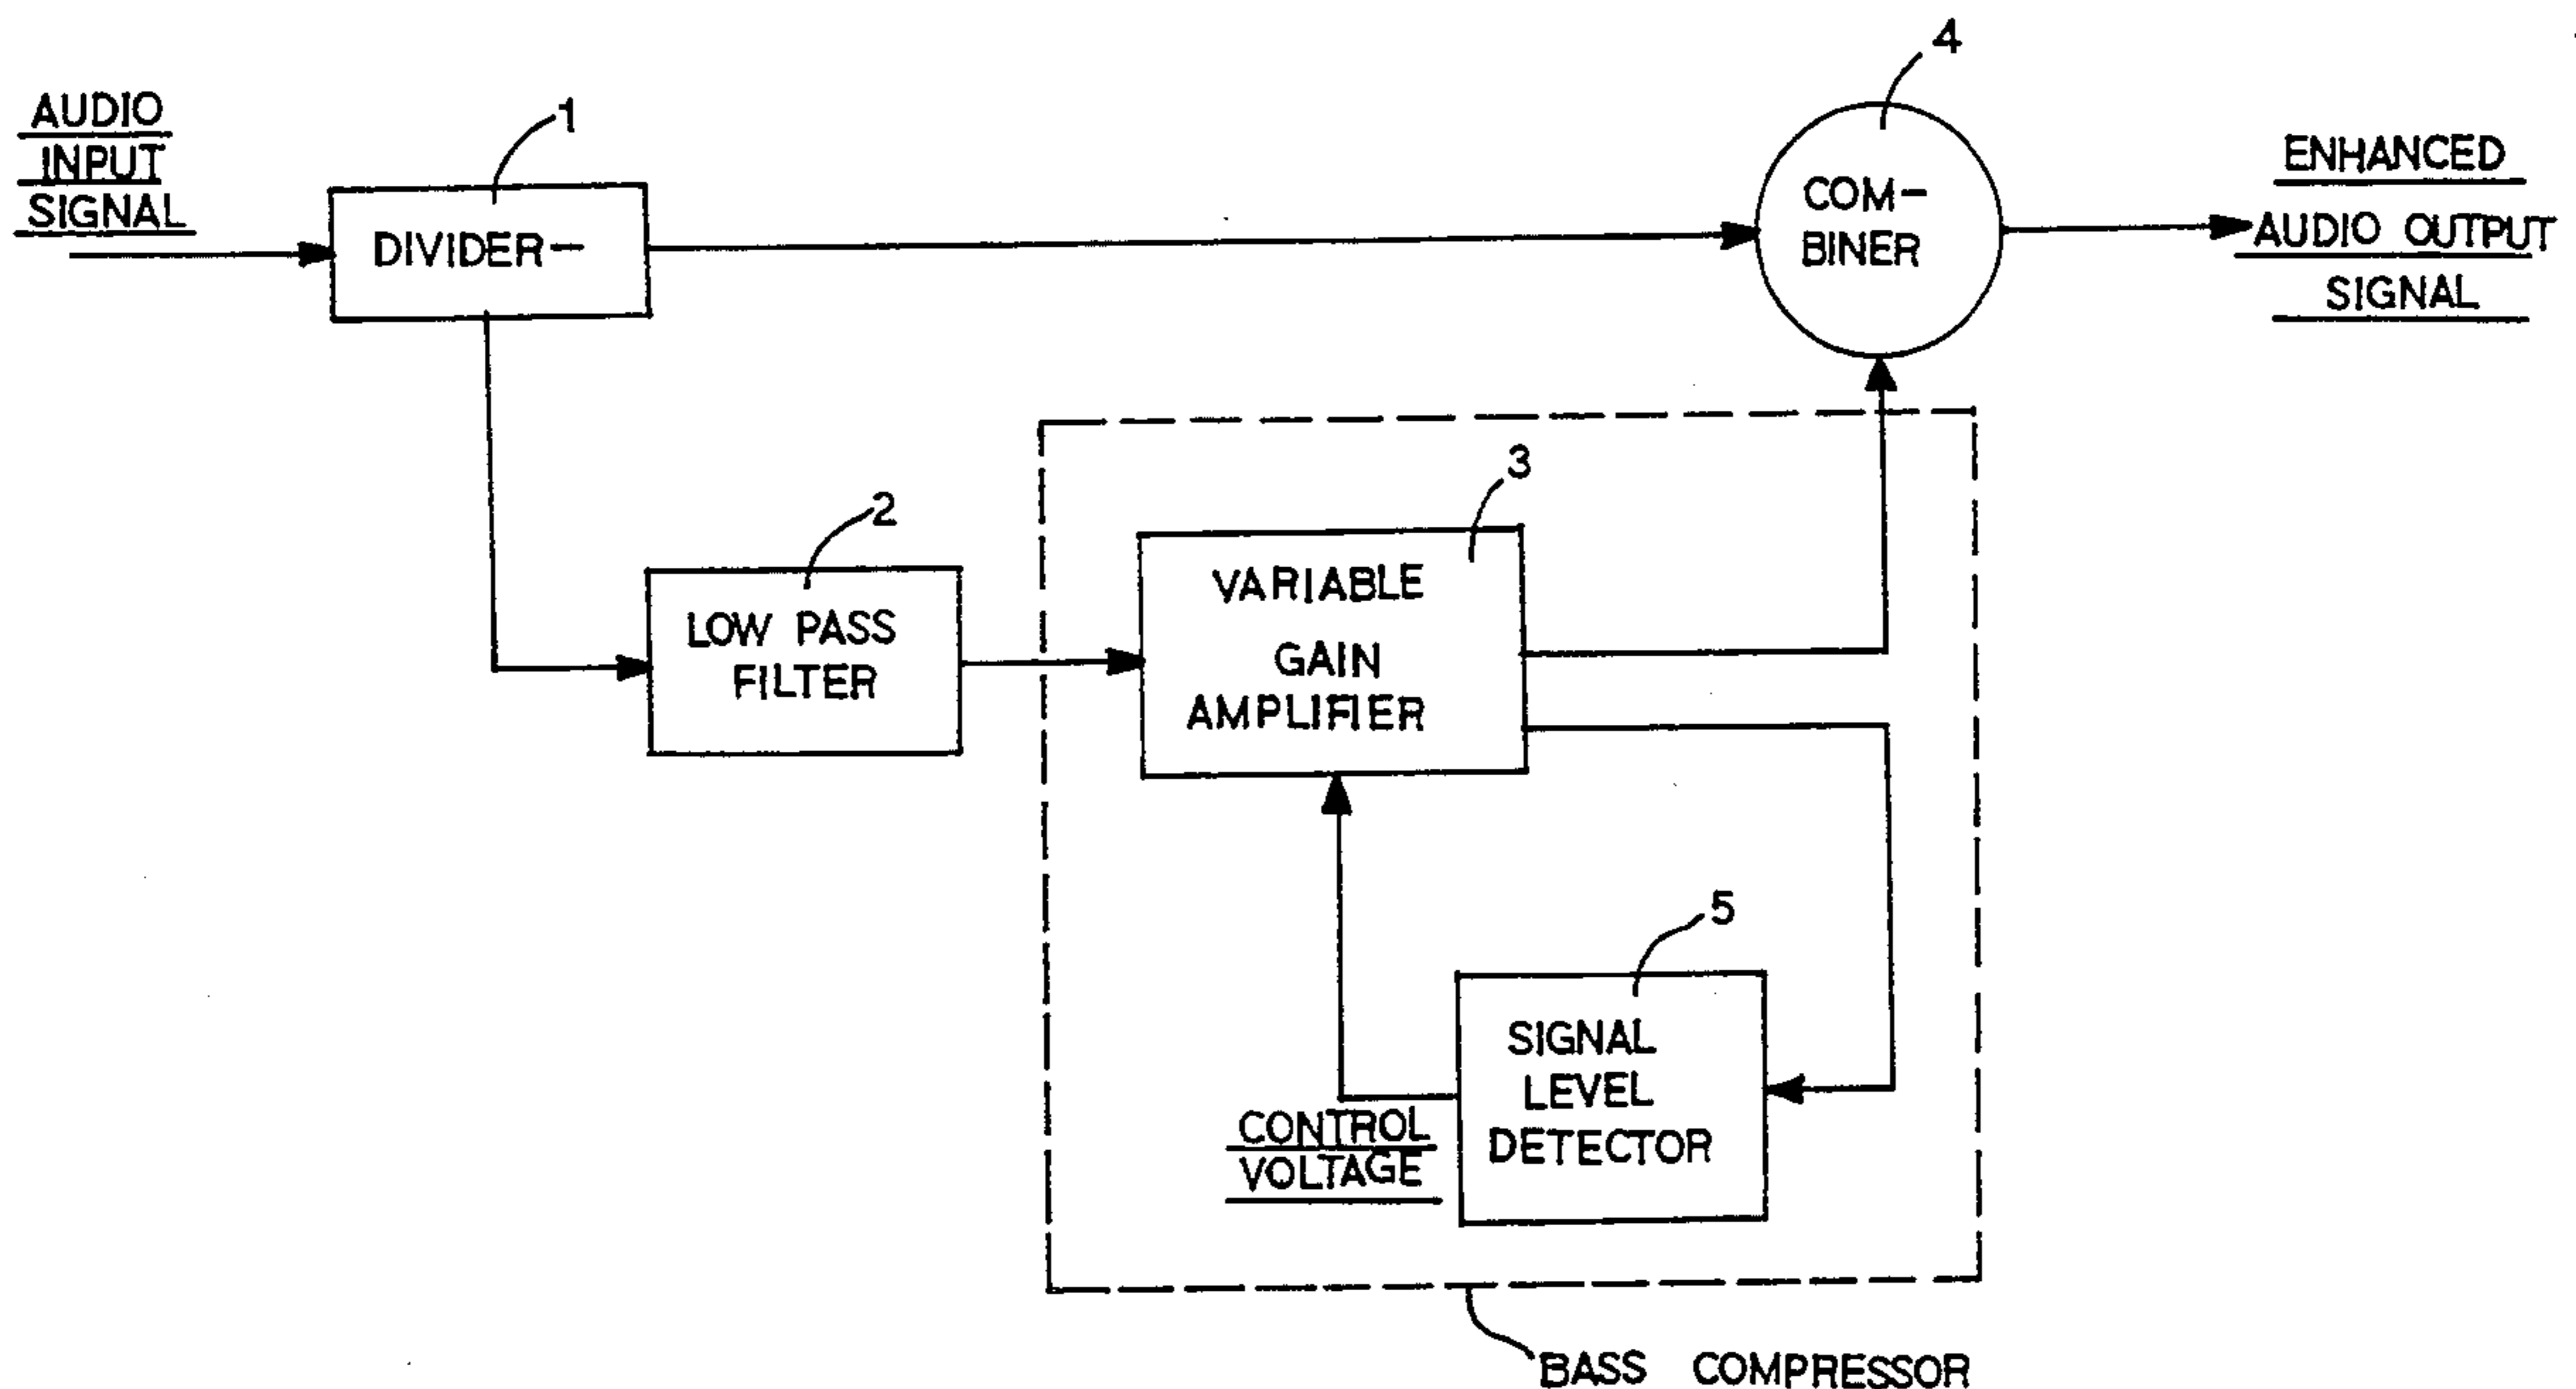 AUDIO
INPUT
SIGNAL
1
DIVIDER-
4
COM-
BINER
ENHANCED
AUDIO OUTPUT
SIGNAL
2
LOW PASS
FILTER
3
VARIABLE
GAIN
AMPLIFIER
5
SIGNAL
LEVEL
DETECTOR
CONTROL
VOLTAGE
BASS COMPRESSOR